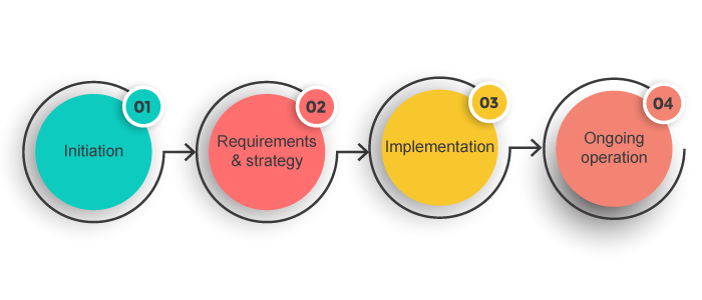 01
Initiation
02
Requirements
& strategy
03
Implementation
04
Ongoing
operation